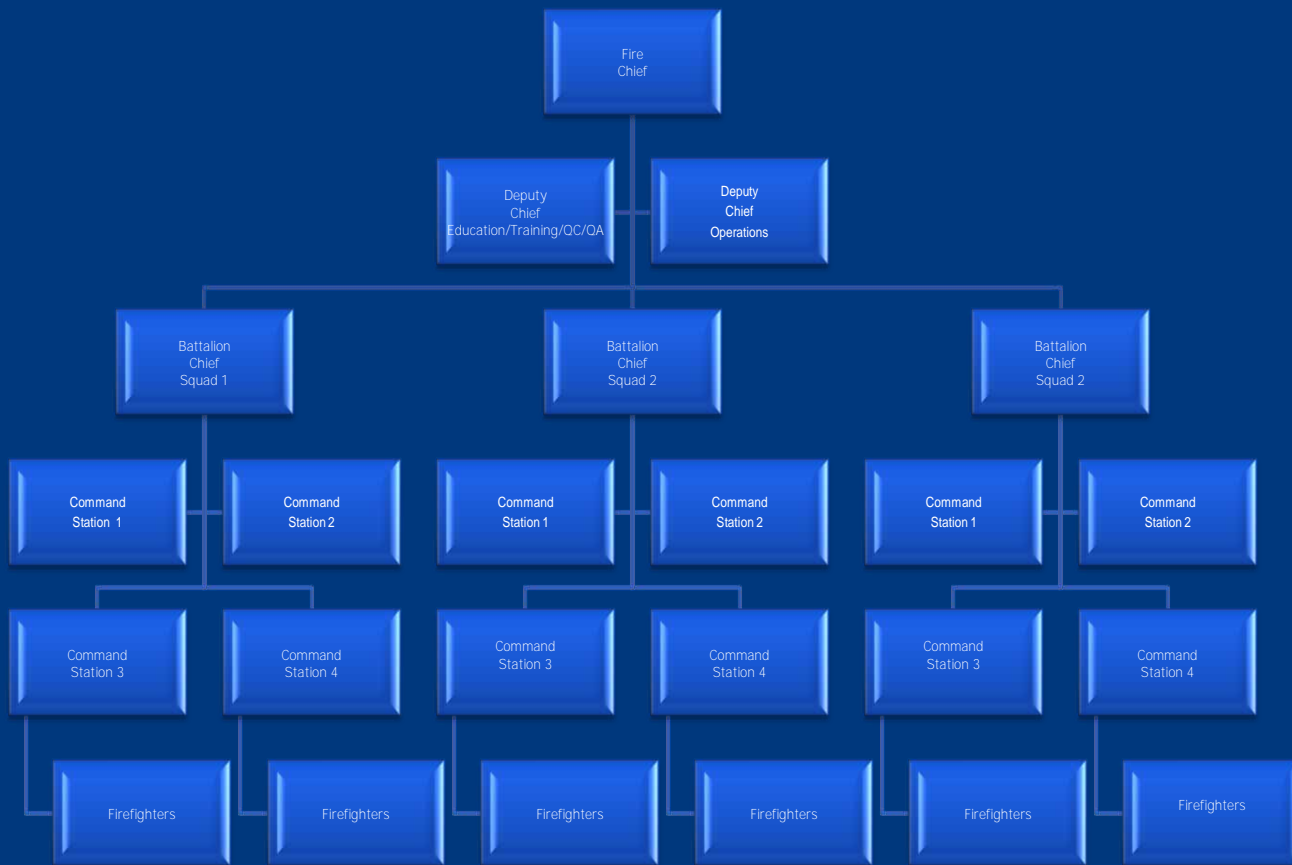 Fire
Chief
Deputy
Chief
Education/Training/QC/QA
Deputy
Chief
Operations
Battalion
Chief
Squad 1
Battalion
Chief
Squad 2
Battalion
Chief
Squad 2
Command
Station 1
Command
Station 2
Command
Station 1
Command
Station 2
Command
Station 1
Command
Station 2
Command
Station 3
Command
Station 4
Command
Station 3
Command
Station 4
Command
Station 3
Command
Station 4
Firefighters
Firefighters
Firefighters
Firefighters
Firefighters
Firefighters